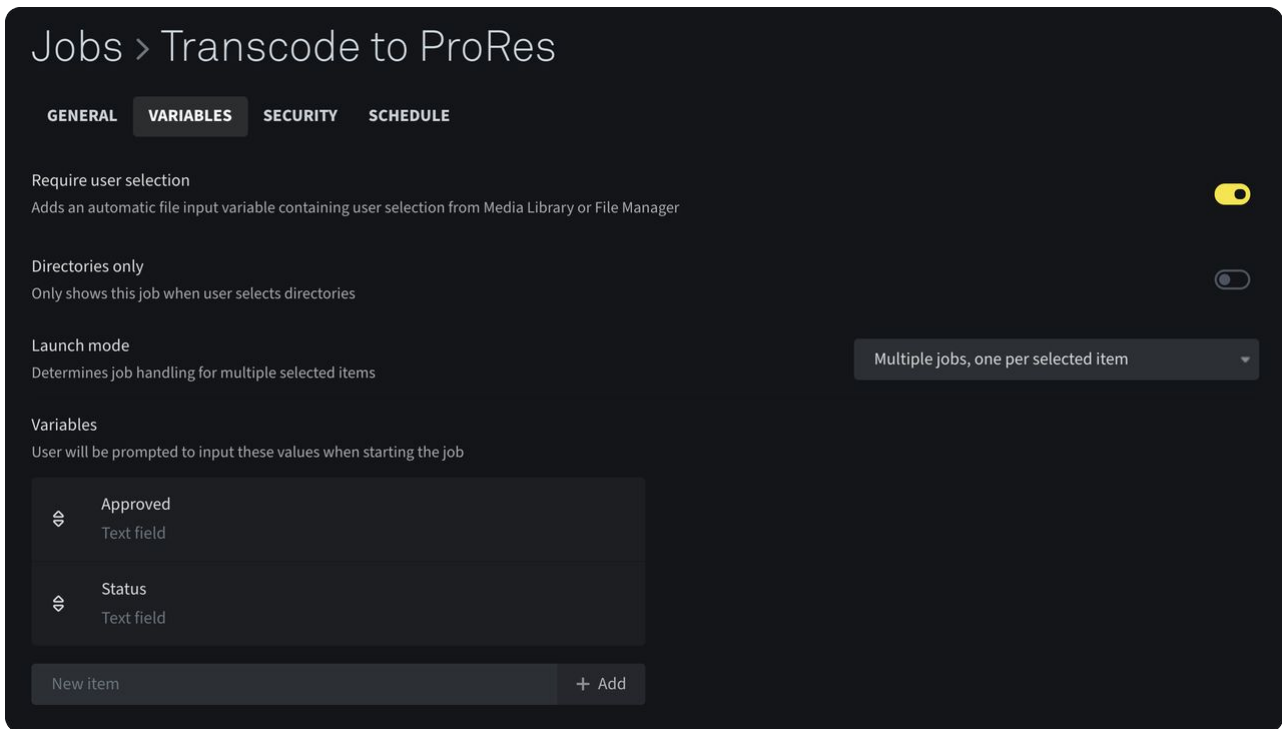 Jobs > Transcode to ProRes
GENERAL VARIABLES SECURITY SCHEDULE
Require user selection
Adds an automatic file input variable containing user selection from Media Library or File Manager
Directories only
Only shows this job when user selects directories
Launch mode
Determines job handling for multiple selected items
Multiple jobs, one per selected item
Variables
User will be prompted to input these values when starting the job
Approved
Text field
Status
Text field
New item
+ Add